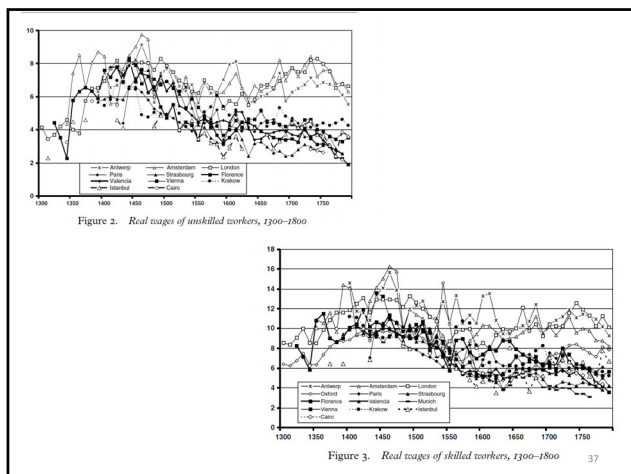 10
8
6
4
2
0
Antwerp Amsterdam London
Paris Strasbourg Florence
Valencia Vienna Krakow
Istanbul Cairo
1300 1350 1400 1450 1500 1550 1600 1650 1700 1750
Figure 2. Real wages of unskilled workers, 1300–1800
18
16
14
12
10
8
6
4
2
0
Antwerp Amsterdam London
Oxford Paris Strasbourg
Florence Valencia Munich
Vienna Krakow Istanbul
Cairo
1300 1350 1400 1450 1500 1550 1600 1650 1700 1750
Figure 3. Real wages of skilled workers, 1300–1800
37